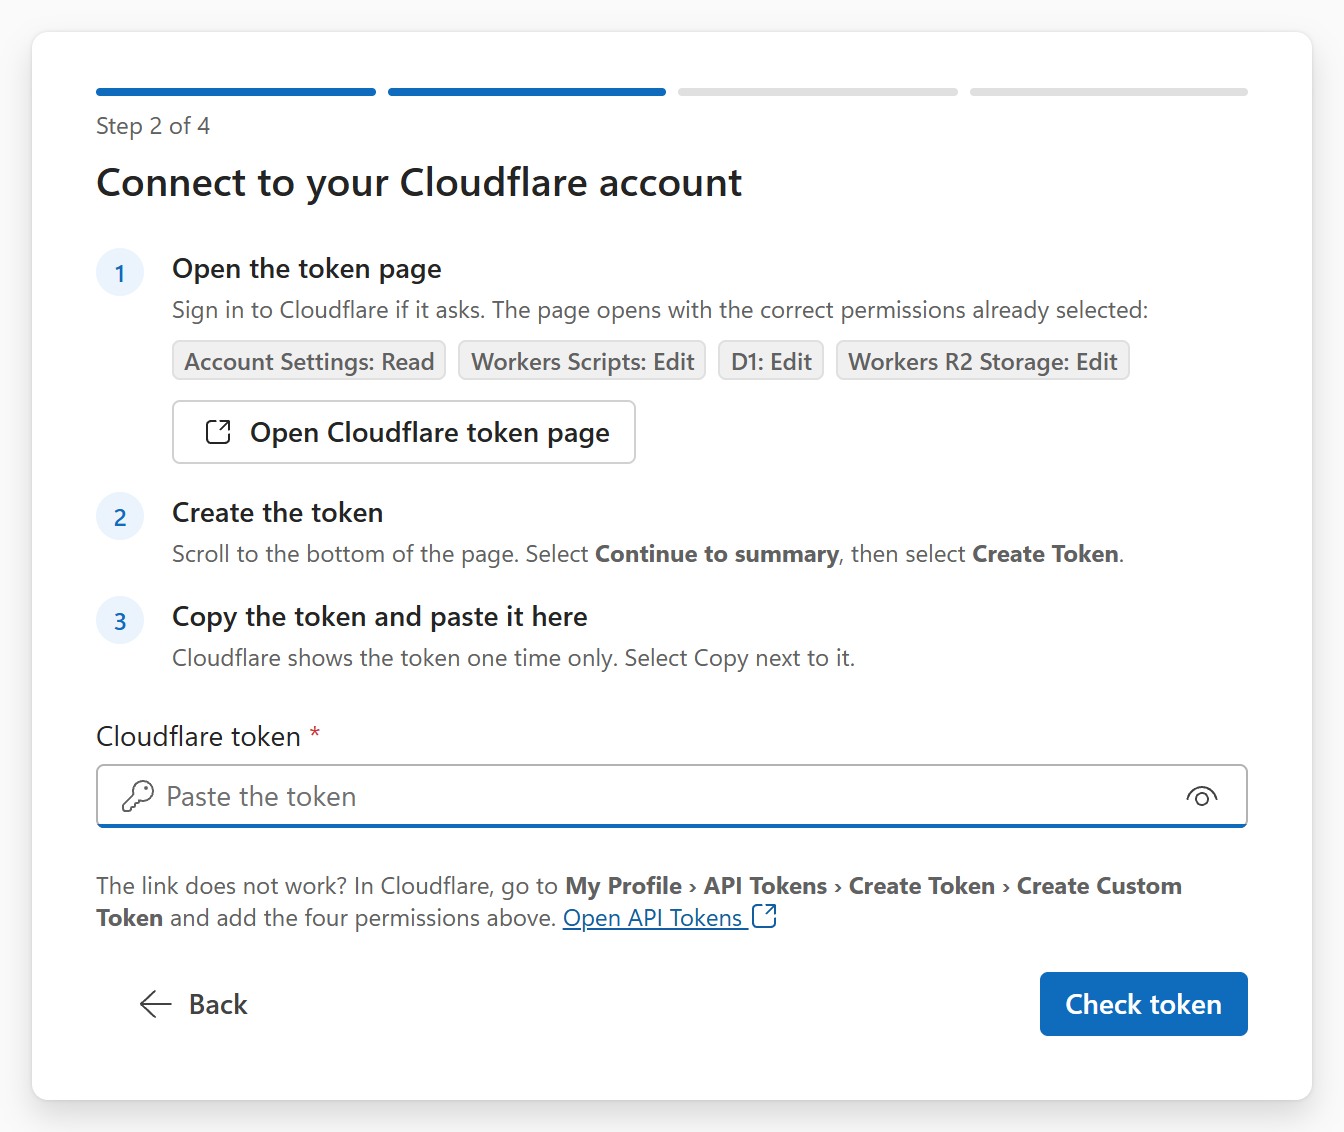 Step 2 of 4
Connect to your Cloudflare account
1
Open the token page
Sign in to Cloudflare if it asks. The page opens with the correct permissions already selected:
Account Settings: Read Workers Scripts: Edit D1: Edit Workers R2 Storage: Edit
Open Cloudflare token page
2
Create the token
Scroll to the bottom of the page. Select Continue to summary, then select Create Token.
3
Copy the token and paste it here
Cloudflare shows the token one time only. Select Copy next to it.
Cloudflare token *
Paste the token
The link does not work? In Cloudflare, go to My Profile › API Tokens › Create Token › Create Custom
Token and add the four permissions above. Open API Tokens
Back
Check token